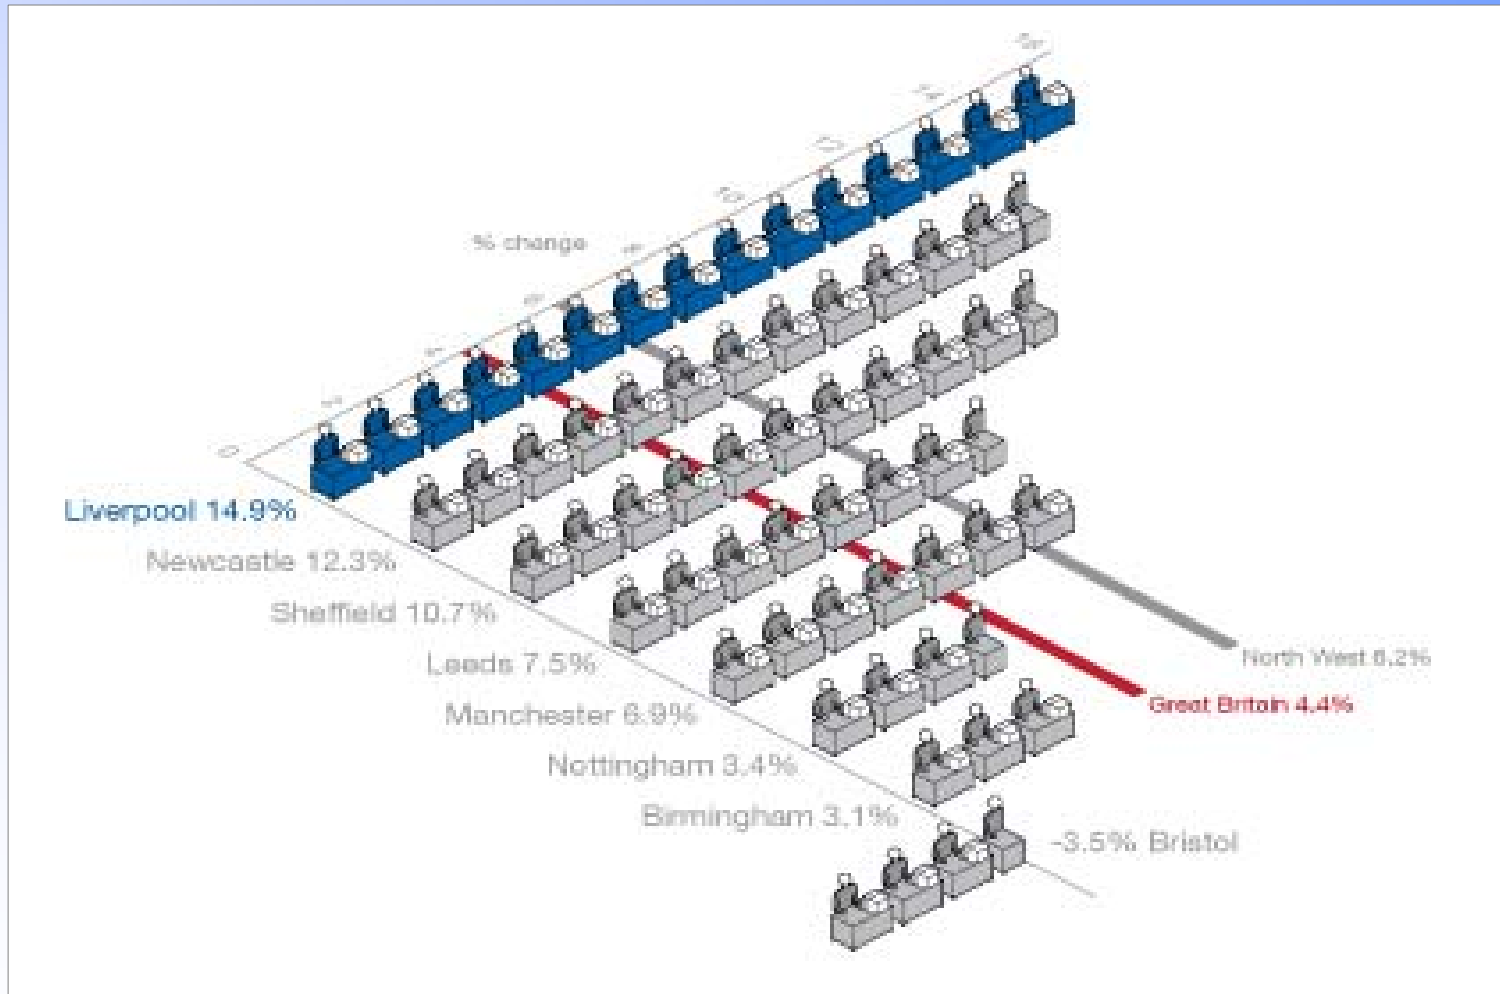 % change
0
Liverpool 14.9%
Newcastle 12.3%
Sheffield 10.7%
Leeds 7.5%
Manchester 6.9%
Nottingham 3.4%
Birmingham 3.1%
-3.5% Bristol
North West 6.2%
Great Britain 4.4%